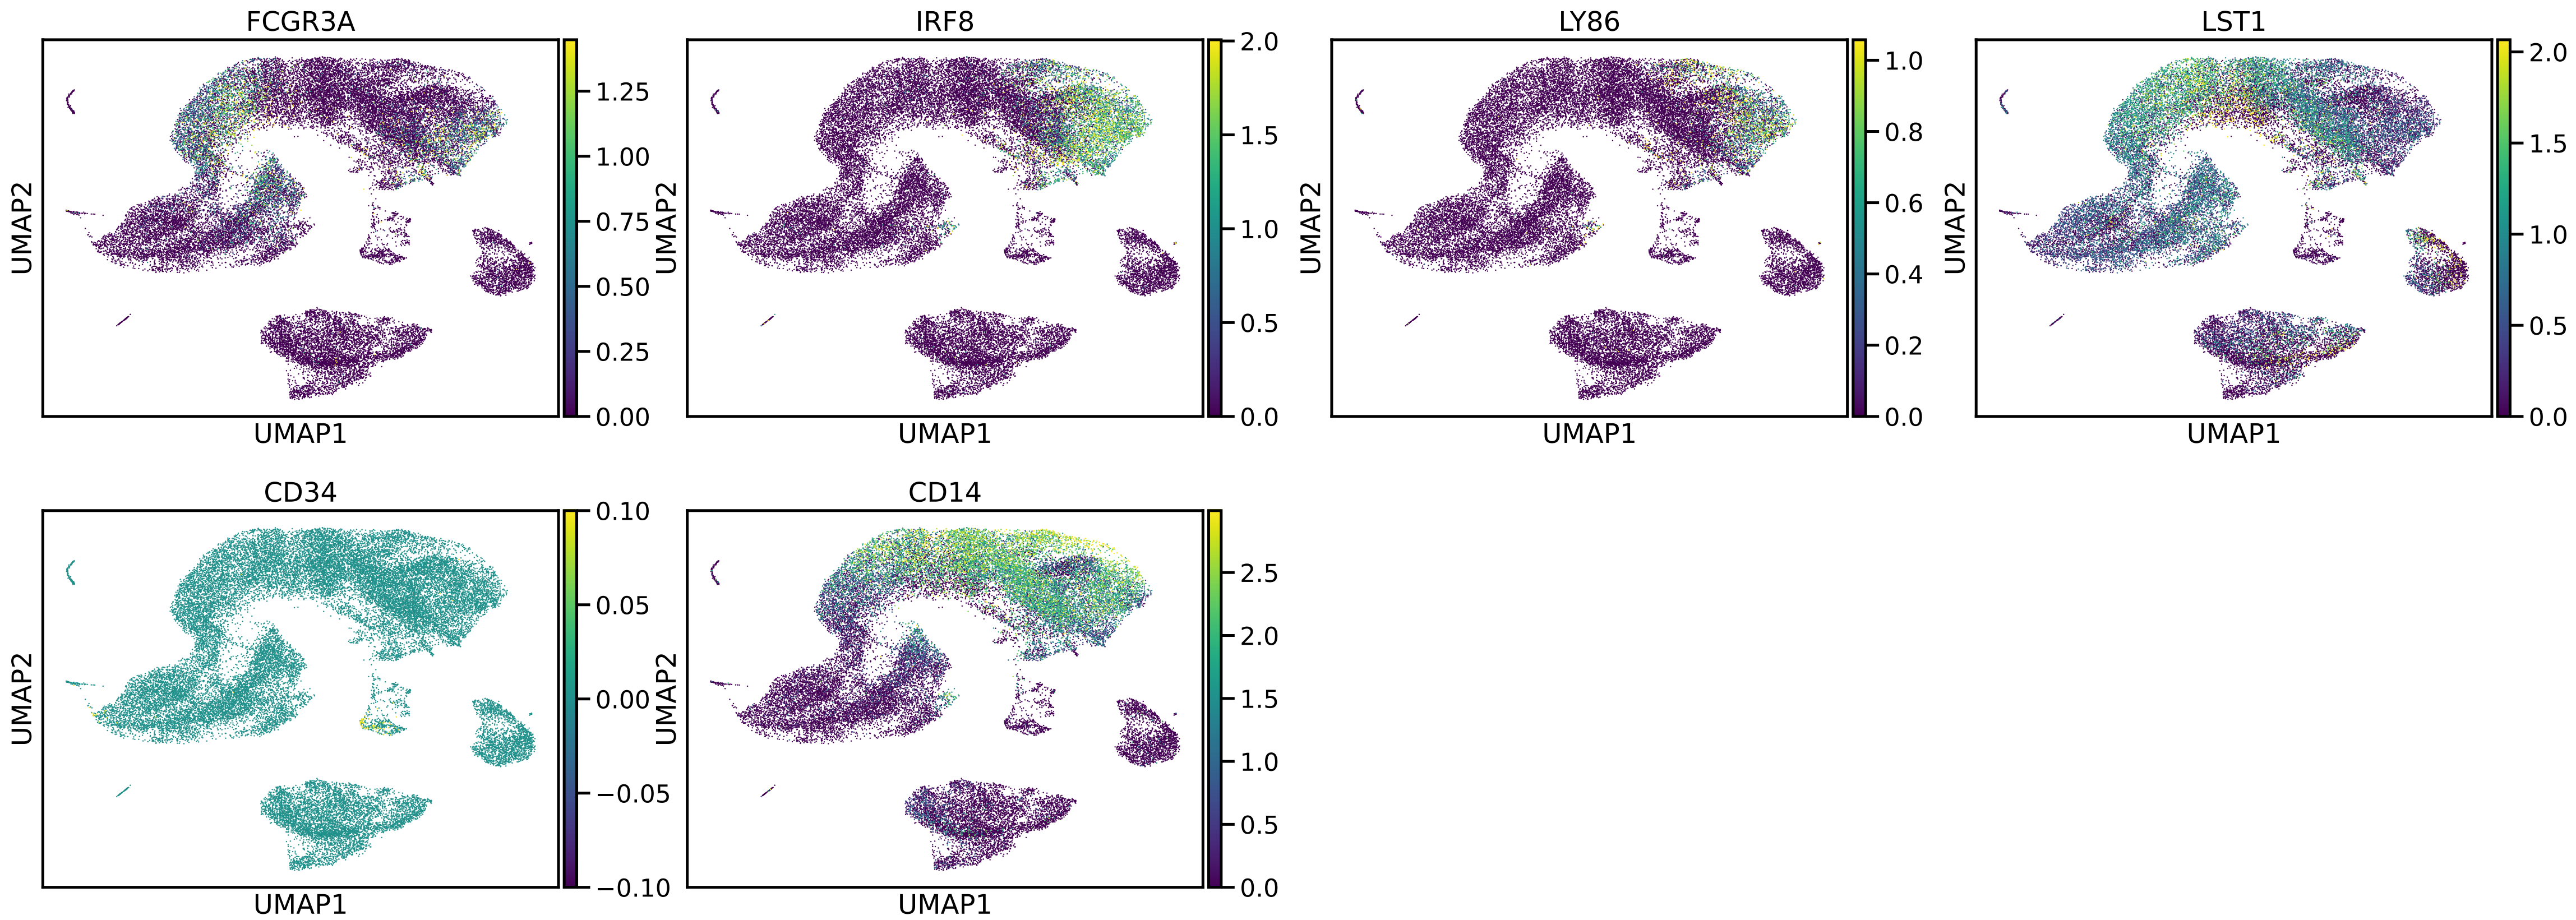 FCGR3A
UMAP2
UMAP1
1.25
1.00
0.75
0.50
0.25
0.00
IRF8
UMAP2
UMAP1
2.0
1.5
1.0
0.5
0.0
LY86
UMAP2
UMAP1
1.0
0.8
0.6
0.4
0.2
0.0
LST1
UMAP2
UMAP1
2.0
1.5
1.0
0.5
0.0
CD34
UMAP2
UMAP1
0.10
0.05
0.00
−0.05
−0.10
CD14
UMAP2
UMAP1
2.5
2.0
1.5
1.0
0.5
0.0